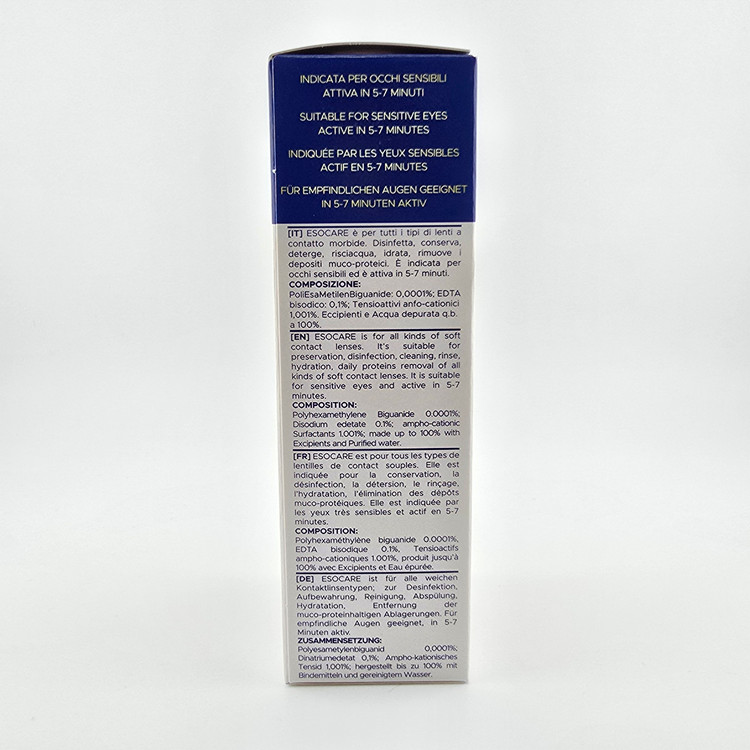 INDICATA PER OCCHI SENSIBILI
ATTIVA IN 5-7 MINUTI
SUITABLE FOR SENSITIVE EYES
ACTIVE IN 5-7 MINUTES
INDIQUÉE PAR LES YEUX SENSIBLES
ACTIF EN 5-7 MINUTES
FÜR EMPFINDLICHEN AUGEN GEEIGNET
IN 5-7 MINUTEN AKTIV
[IT] ESOCARE è per tutti i tipi di lenti a
contatto morbide. Disinfetta, conserva,
deterge, risciacqua, idrata, rimuove i
depositi muco-proteici. È indicata per
occhi sensibili ed è attiva in 5-7 minuti.
COMPOSIZIONE:
PoliEsaMetilenBiguanide: 0,0001%; EDTA
bisodico: 0,1%; Tensioattivi anfo-cationici
1,001%. Eccipienti e Acqua depurata q.b.
a 100%.
[EN] ESOCARE is for all kinds of soft
contact lenses. It's suitable for
preservation, disinfection, cleaning, rinse,
hydration, daily proteins removal of all
kinds of soft contact lenses. It is suitable
for sensitive eyes and active in 5-7
minutes.
COMPOSITION:
Polyhexamethylene Biguanide 0.0001%;
Disodium edetate 0.1%; ampho-cationic
Surfactants 1.001%; made up to 100% with
Excipients and Purified water.
[FR] ESOCARE est pour tous les types de
lentilles de contact souples. Elle est
indiquée pour la conservation, la
désinfection, la détersion, le rinçage,
l'hydratation, l'élimination des dépôts
muco-protéiques. Elle est indiquée par
les yeux très sensibles et actif en 5-7
minutes.
COMPOSITION:
Polyhexaméthylène biguanide 0.0001%,
EDTA bisodique 0.1%, Tensioactifs
ampho-cationiques 1.001%, produit jusqu'à
100% avec Excipients et Eau épurée.
[DE] ESOCARE ist für alle weichen
Kontaktlinsentypen; zur Desinfektion,
Aufbewahrung, Reinigung, Abspülung,
Hydratation, Entfernung der
muco-proteinhaltigen Ablagerungen. Für
empfindliche Augen geeignet, in 5-7
Minuten aktiv.
ZUSAMMENSETZUNG:
Polyesametylenbiguanid 0,0001%;
Dinatriumedetat 0,1%; Ampho-kationisches
Tensid 1,001%; hergestellt bis zu 100% mit
Bindemitteln und gereinigtem Wasser.